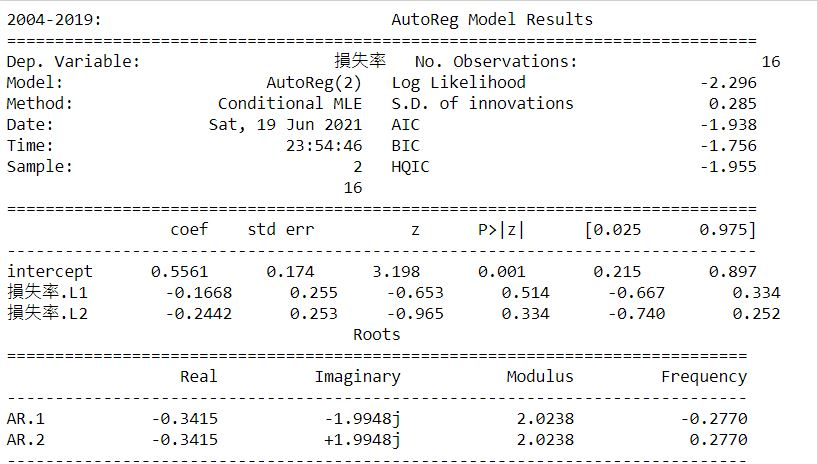 2004-2019: AutoReg Model Results
==============================================================================
Dep. Variable: 損失率 No. Observations: 16
Model: AutoReg(2) Log Likelihood -2.296
Method: Conditional MLE S.D. of innovations 0.285
Date: Sat, 19 Jun 2021 AIC -1.938
Time: 23:54:46 BIC -1.756
Sample: 2 HQIC -1.955
16
==============================================================================
coef std err z P>|z| [0.025 0.975]
------------------------------------------------------------------------------
intercept 0.5561 0.174 3.198 0.001 0.215 0.897
損失率.L1 -0.1668 0.255 -0.653 0.514 -0.667 0.334
損失率.L2 -0.2442 0.253 -0.965 0.334 -0.740 0.252
Roots
=============================================================================
Real Imaginary Modulus Frequency
-----------------------------------------------------------------------------
AR.1 -0.3415 -1.9948j 2.0238 -0.2770
AR.2 -0.3415 +1.9948j 2.0238 0.2770
-----------------------------------------------------------------------------